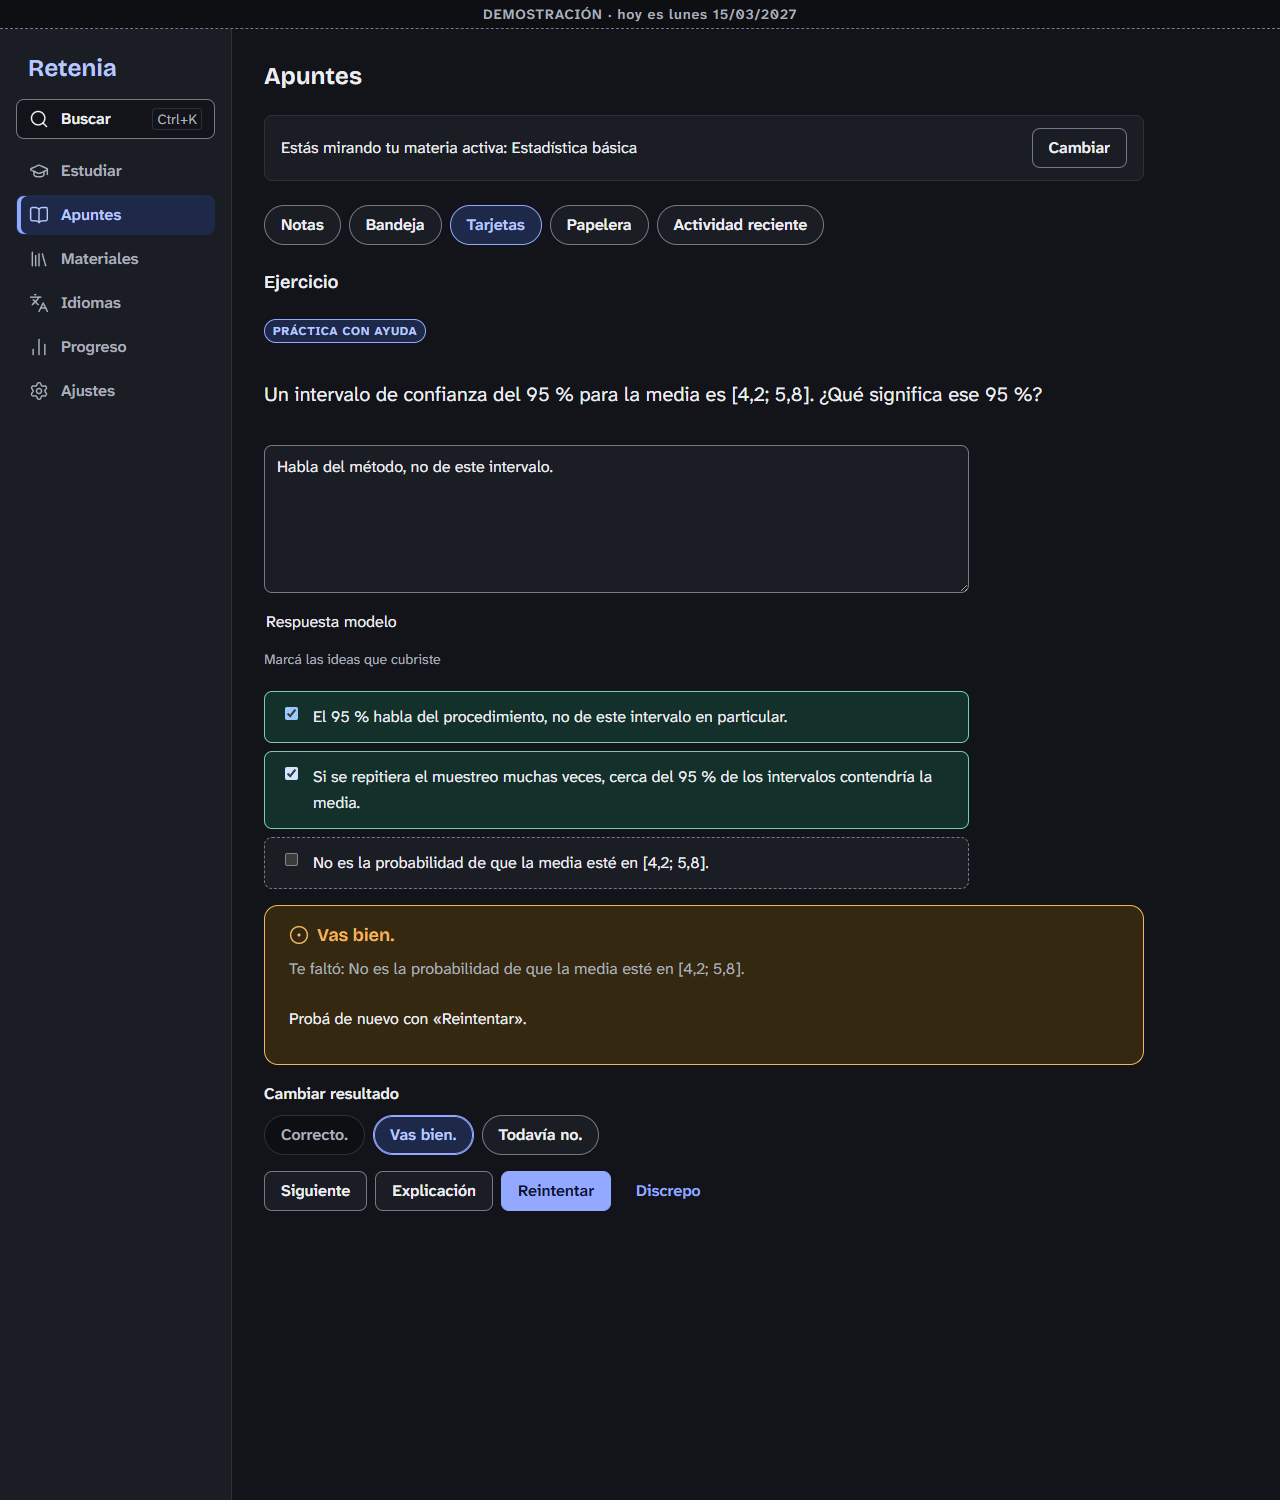 DEMOSTRACIÓN · hoy es lunes 15/03/2027
Retenia
Buscar Ctrl+K
Estudiar
Apuntes
Materiales
Idiomas
Progreso
Ajustes
Apuntes
Estás mirando tu materia activa: Estadística básica
Cambiar
Notas Bandeja Tarjetas Papelera Actividad reciente
Ejercicio
PRÁCTICA CON AYUDA
Un intervalo de confianza del 95 % para la media es [4,2; 5,8]. ¿Qué significa ese 95 %?
Habla del método, no de este intervalo.
Respuesta modelo
Marcá las ideas que cubriste
El 95 % habla del procedimiento, no de este intervalo en particular.
Si se repitiera el muestreo muchas veces, cerca del 95 % de los intervalos contendría la
media.
No es la probabilidad de que la media esté en [4,2; 5,8].
Vas bien.
Te faltó: No es la probabilidad de que la media esté en [4,2; 5,8].
Probá de nuevo con «Reintentar».
Cambiar resultado
Correcto. Vas bien. Todavía no.
Siguiente Explicación Reintentar Discrepo